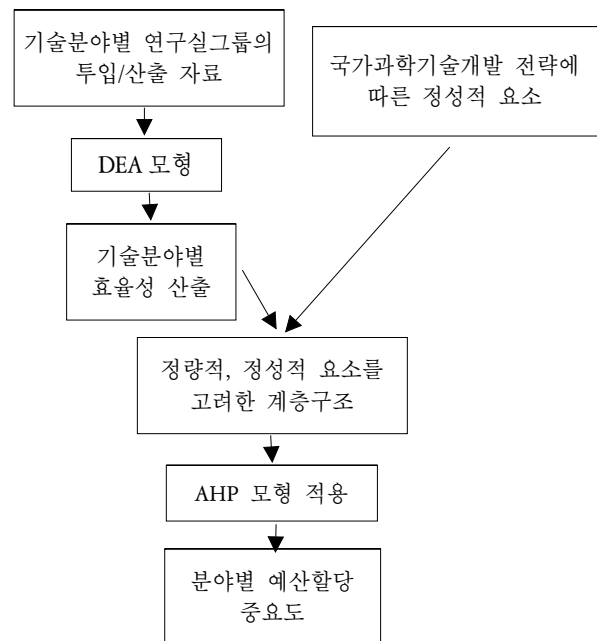 기술분야별 연구실그룹의
투입/산출 자료
국가과학기술개발 전략에
따른 정성적 요소
DEA 모형
기술분야별
효율성 산출
정량적, 정성적 요소를
고려한 계층구조
AHP 모형 적용
분야별 예산할당
중요도